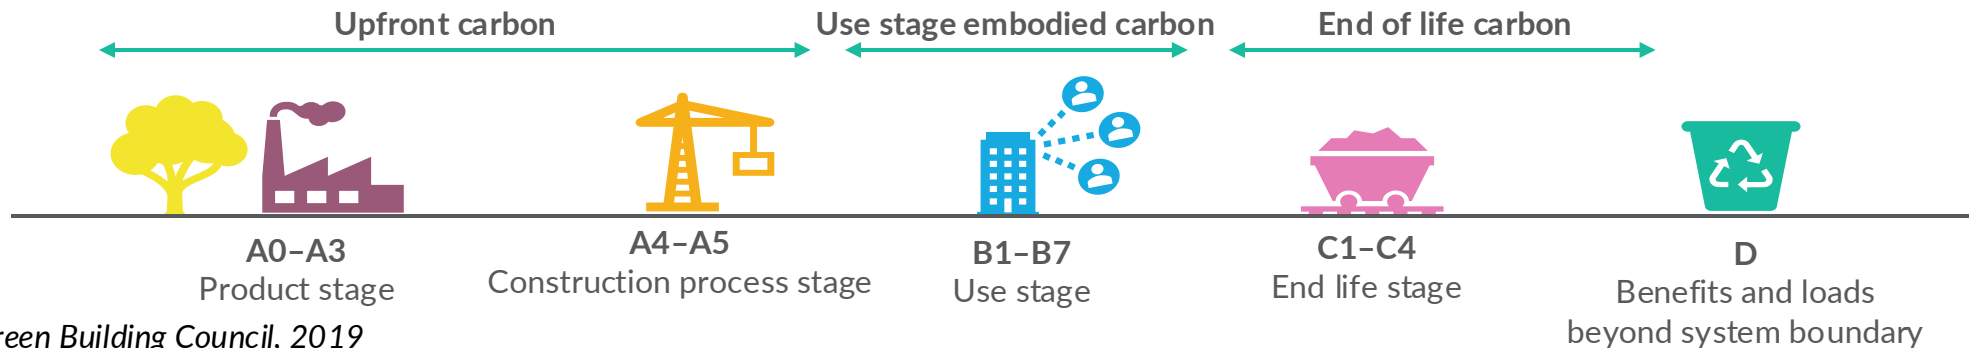 Upfront carbon
Use stage embodied carbon
End of life carbon
A0–A3
Product stage
A4–A5
Construction process stage
B1–B7
Use stage
C1–C4
End life stage
D
Benefits and loads
beyond system boundary
Building Council, 2019